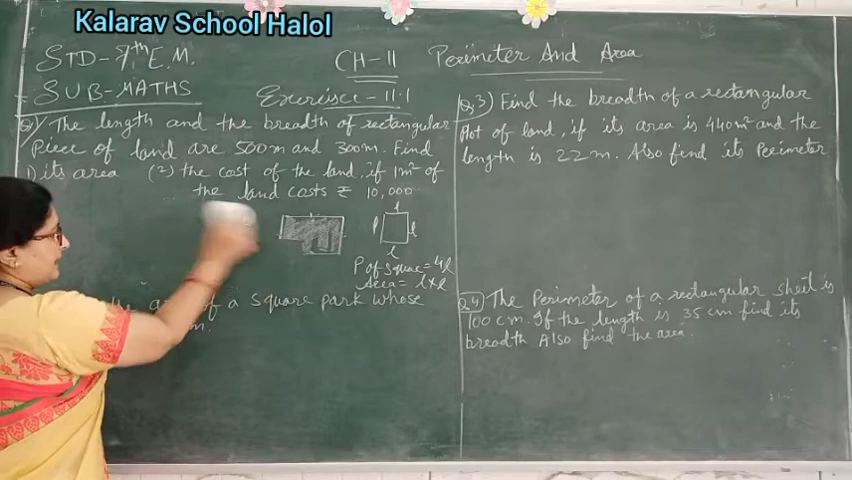 Kalarav School Halol
STD-7th E.M.
SUB-MATHS
CH-11 Perimeter And Area
Exercise-11.1
Q1) The length and the breadth of rectangular
Piece of land are 500m and 300m. Find
1) its area (2) the cost of the land, if 1m² of
the land costs ₹ 10,000
l
l
l
l
P of square = 4l
Area = l x l
of a square park whose
m.
Q.3) Find the breadth of a rectangular
Plot of land, if its area is 440m² and the
length is 22 m. Also find its Perimeter
Q.4 The Perimeter of a rectangular sheet is
100 cm. If the length is 35 cm find its
breadth Also find the area.